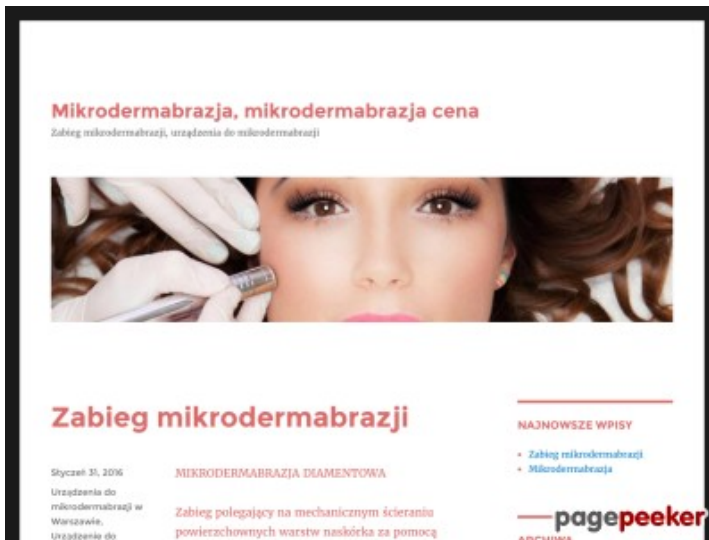 Mikrodermabrazja, mikrodermabrazja cena
Zabieg mikrodermabrazji, urządzenia do mikrodermabrazji
Zabieg mikrodermabrazji
Styczeń 31, 2016
Urządzenia do
mikrodermabrazji w
Warszawie,
Urządzenie do
MIKRODERMABRAZJA DIAMENTOWA
Zabieg polegający na mechanicznym ścieraniu
powierzchownych warstw naskórka za pomocą
NAJNOWSZE WPISY
Zabieg mikrodermabrazji
Mikrodermabrazja
ARCHIWA
pagepeeker